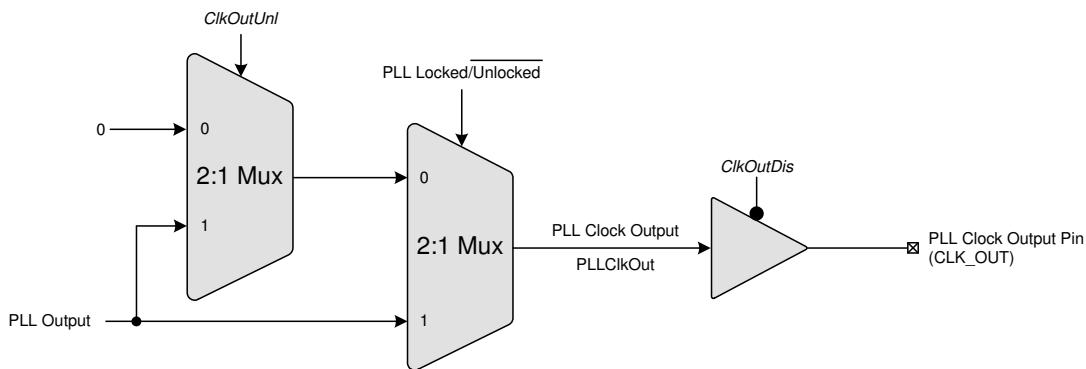 ClkOutUnl
PLL Locked/Unlocked
0
0
2:1 Mux
0
ClkOutDis
1
2:1 Mux
PLL Clock Output
PLLClkOut
PLL Clock Output Pin
(CLK_OUT)
PLL Output
1